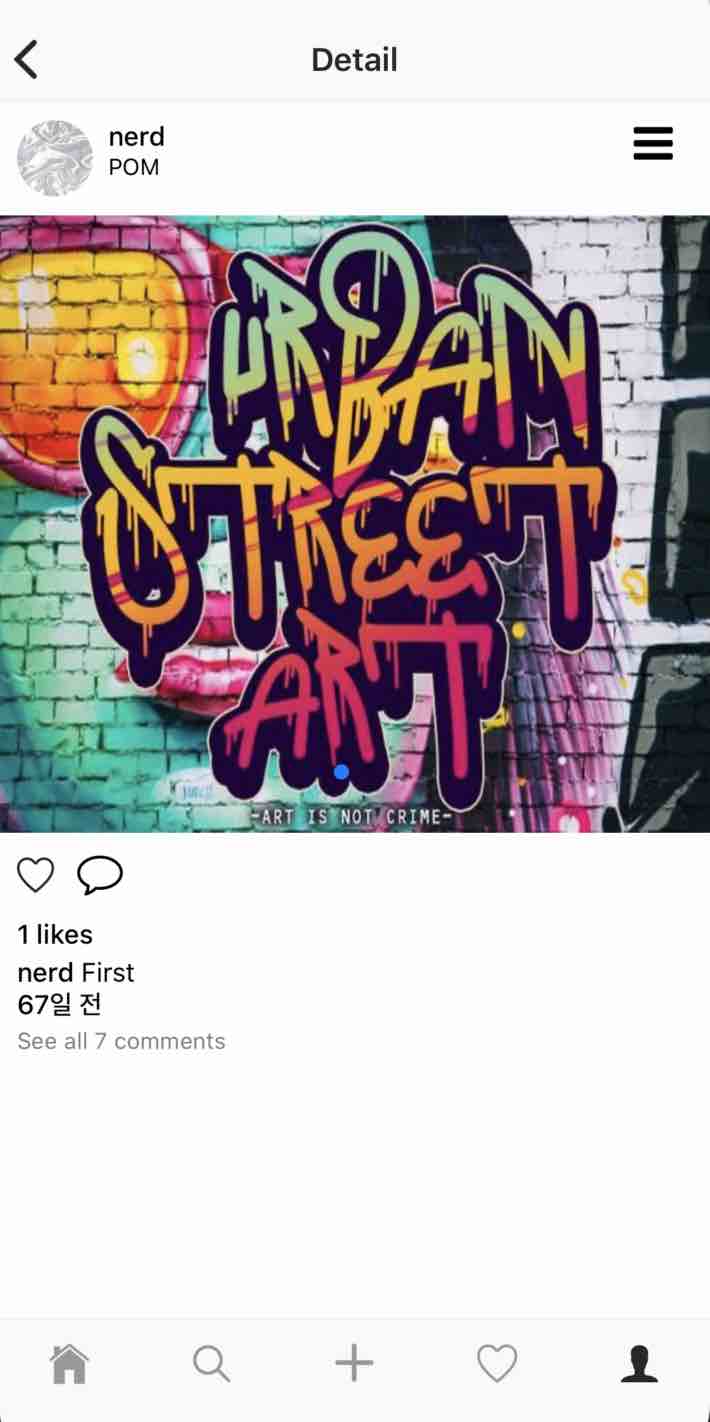 Detail
nerd
POM
URBAN
STREET
ART
-ART IS NOT CRIME-
1 likes
nerd First
67일 전
See all 7 comments